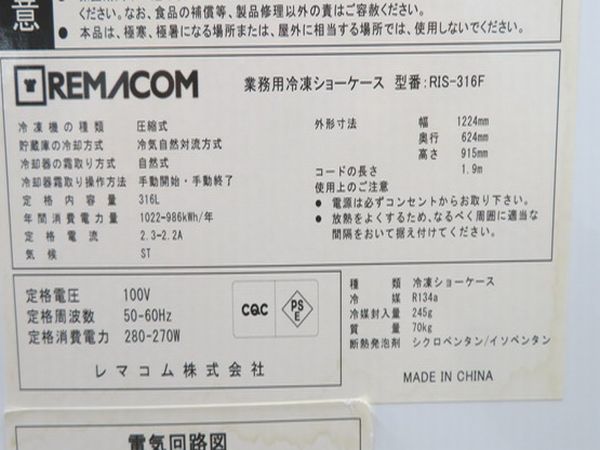 意
ください。なお、食品の補償等、製品修理以外の責はご容赦ください。
● 本品は、極寒、極暑になる場所または、屋外に相当する場所では、使用しないでください。
REMACOM 業務用冷凍ショーケース 型番:RIS-316F
冷凍機の種類 圧縮式
貯蔵庫の冷却方式 冷気自然対流方式
冷却器の霜取り方式 自然式
冷却器霜取り操作方法 手動開始・手動終了
定格内容量 316L
年間消費電力量 1022-986kWh/年
定格電流 2.3-2.2A
気候 ST
外形寸法 幅 1224mm
奥行 624mm
高さ 915mm
コードの長さ 1.9m
使用上のご注意
● 電源は必ずコンセントからお取り下さい。
● 放熱をよくするため、なるべく周囲に適当な
間隔をおいて据え付けてください。
定格電圧 100V
定格周波数 50-60Hz
定格消費電力 280-270W
CQC
PS
E
レマコム株式会社
種類 冷凍ショーケース
冷媒 R134a
冷媒封入量 245g
質量 70kg
断熱発泡剤 シクロペンタン/イソペンタン
MADE IN CHINA
電気回路図